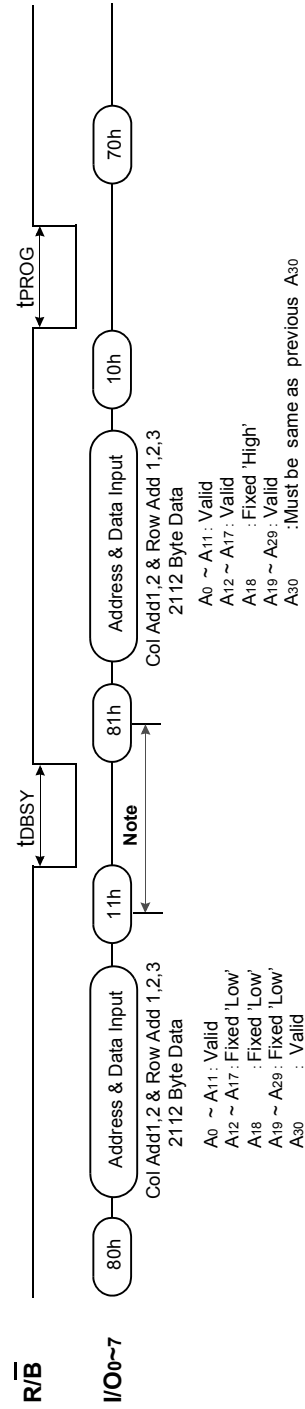 R/B
tDBSY
tPROG
I/O0~7
80h
Address & Data Input
11h
81h
Address & Data Input
10h
70h
Note
Col Add1,2 & Row Add 1,2,3
2112 Byte Data
A0 ~ A11 : Valid
A12 ~ A17 : Fixed 'Low'
A18 : Fixed 'Low'
A19 ~ A29 : Fixed 'Low'
A30 : Valid
Col Add1,2 & Row Add 1,2,3
2112 Byte Data
A0 ~ A11 : Valid
A12 ~ A17 : Valid
A18 : Fixed 'High'
A19 ~ A29 : Valid
A30 :Must be same as previous A30